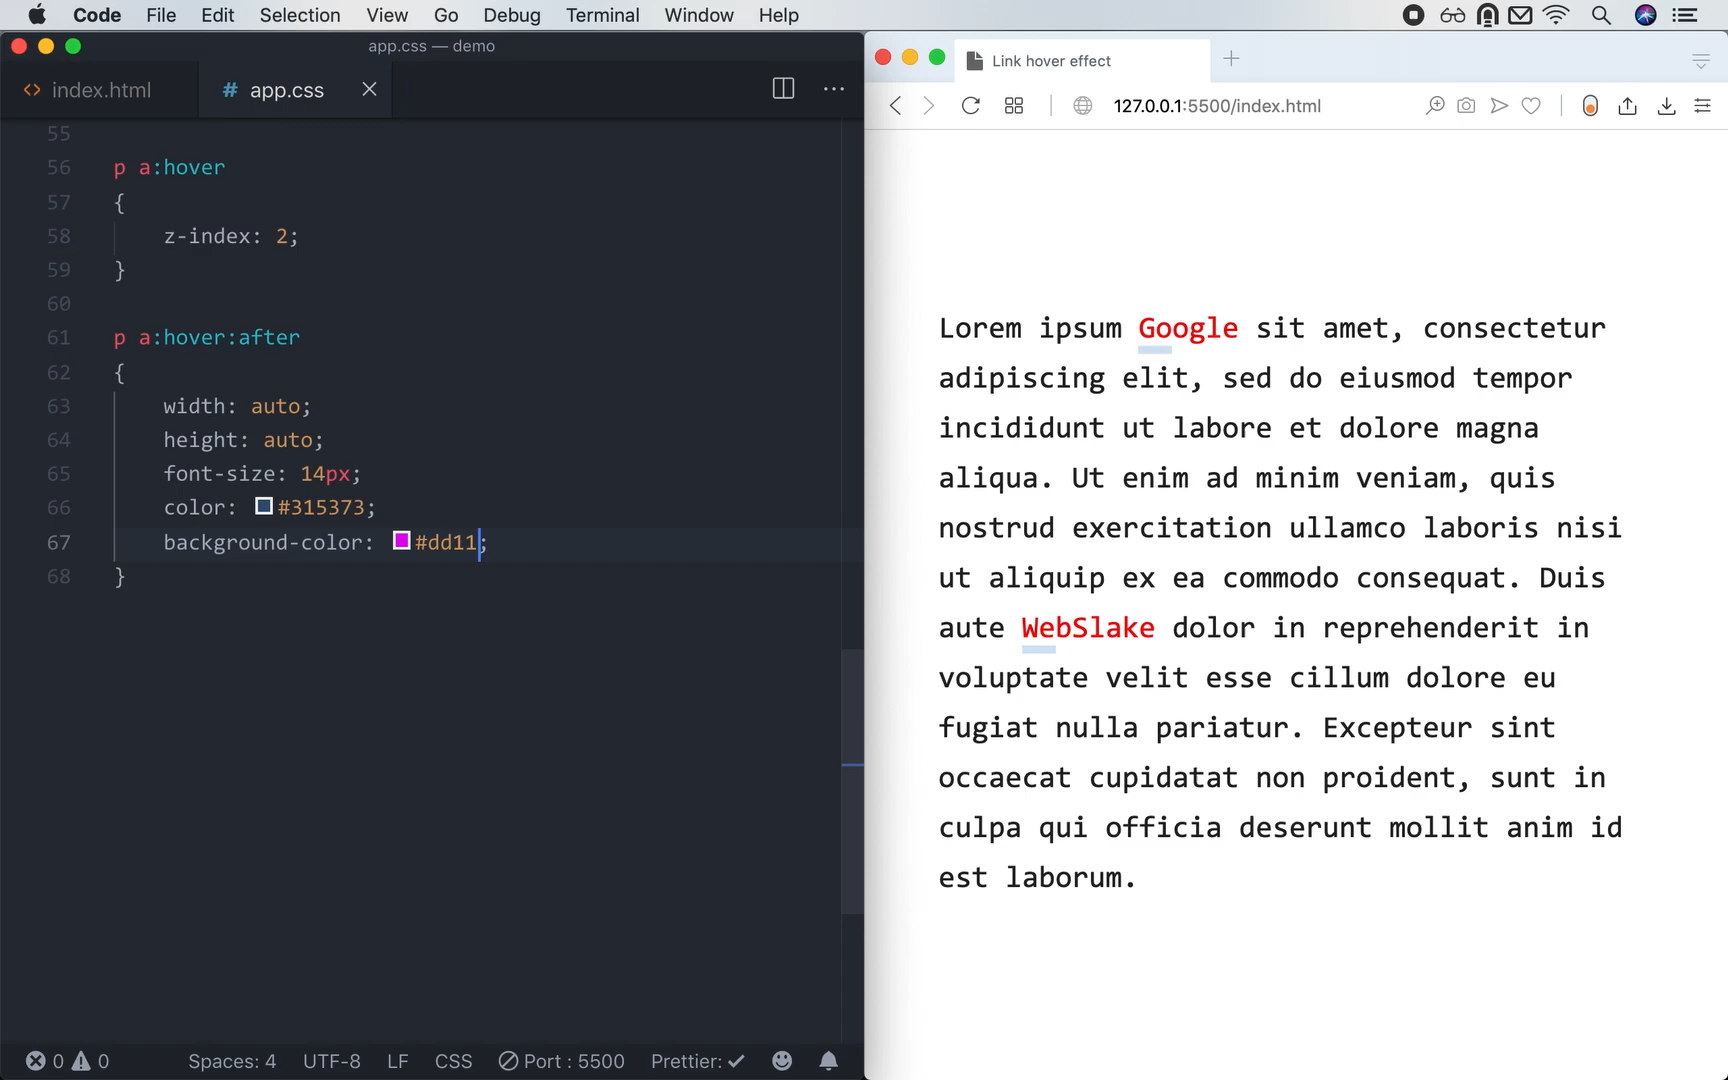 Code File Edit Selection View Go Debug Terminal Window Help
app.css — demo
index.html
# app.css
55
56 p a:hover
57 {
58 z-index: 2;
59 }
60
61 p a:hover:after
62 {
63 width: auto;
64 height: auto;
65 font-size: 14px;
66 color: #315373;
67 background-color: #dd11;
68 }
0 0 Spaces: 4 UTF-8 LF CSS Port : 5500 Prettier: ✓
Link hover effect
127.0.0.1:5500/index.html
Lorem ipsum Google sit amet, consectetur
adipiscing elit, sed do eiusmod tempor
incididunt ut labore et dolore magna
aliqua. Ut enim ad minim veniam, quis
nostrud exercitation ullamco laboris nisi
ut aliquip ex ea commodo consequat. Duis
aute WebSlake dolor in reprehenderit in
voluptate velit esse cillum dolore eu
fugiat nulla pariatur. Excepteur sint
occaecat cupidatat non proident, sunt in
culpa qui officia deserunt mollit anim id
est laborum.